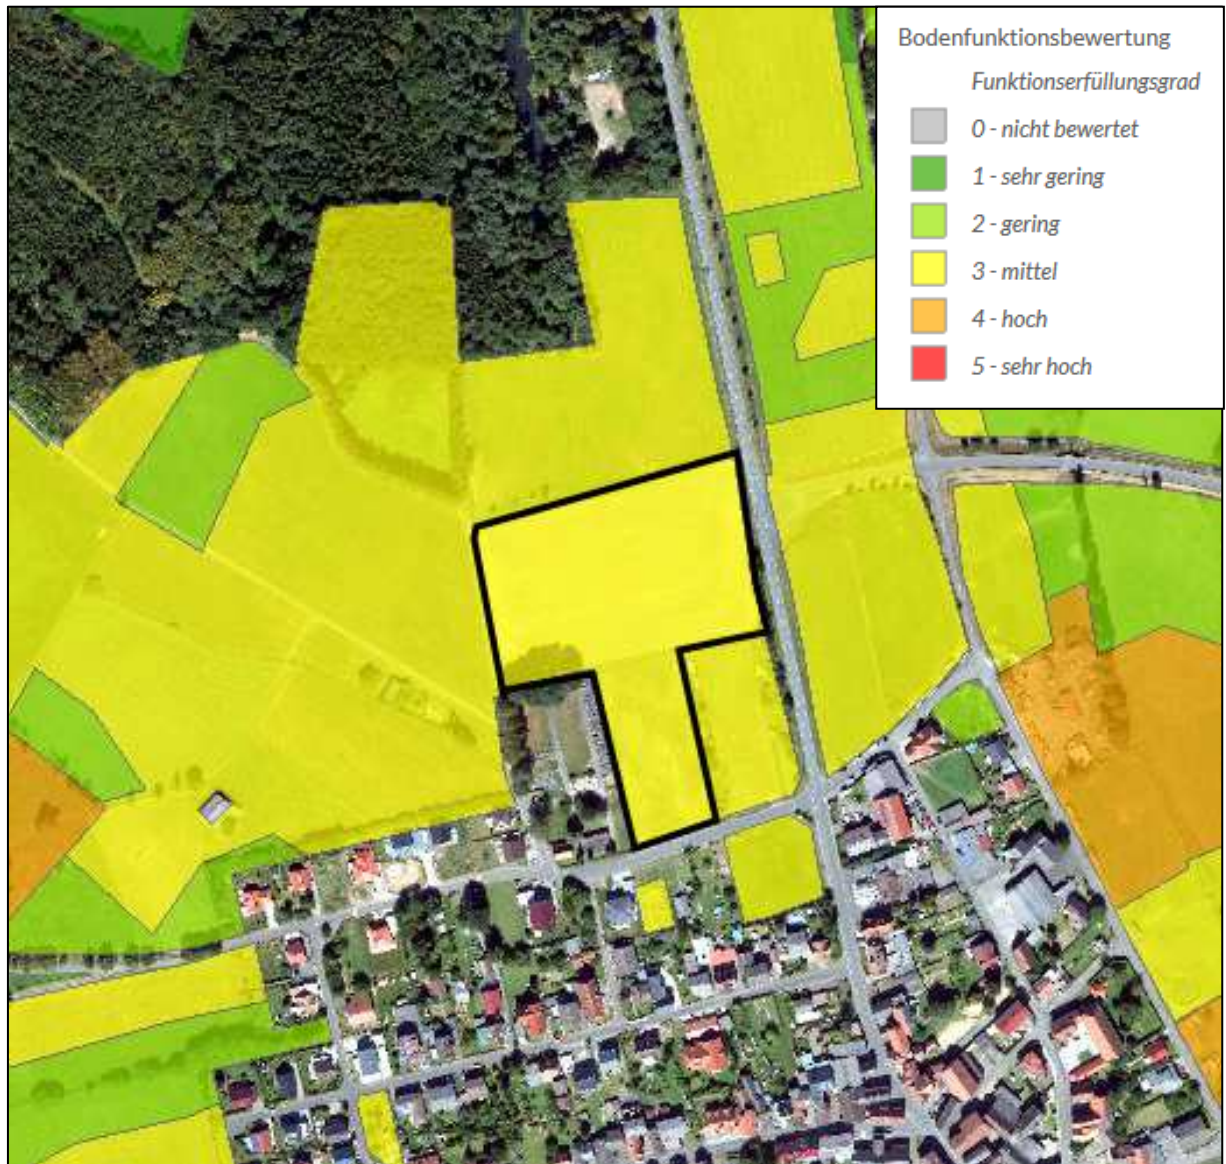 Bodenfunktionsbewertung
Funktionserfüllungsgrad
0 - nicht bewertet
1 - sehr gering
2 - gering
3 - mittel
4 - hoch
5 - sehr hoch